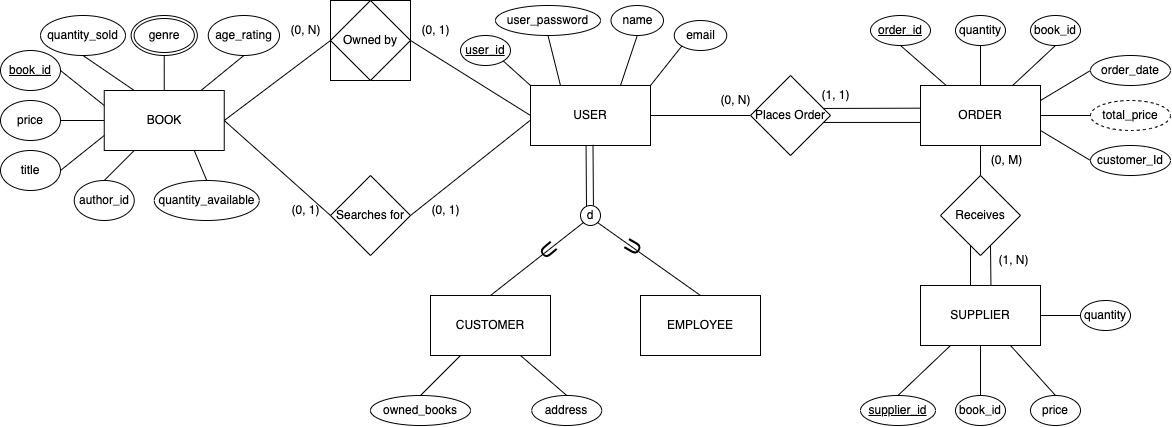 quantity_sold
genre
age_rating
book_id
price
title
author_id
quantity_available
BOOK
(0, N)
Owned by
(0, 1)
(0, 1)
Searches for
(0, 1)
user_id
user_password
name
email
USER
(0, N)
Places Order
(1, 1)
order_id
quantity
book_id
order_date
total_price
customer_Id
ORDER
(0, M)
Receives
(1, N)
d
CUSTOMER
EMPLOYEE
owned_books
address
SUPPLIER
quantity
supplier_id
book_id
price